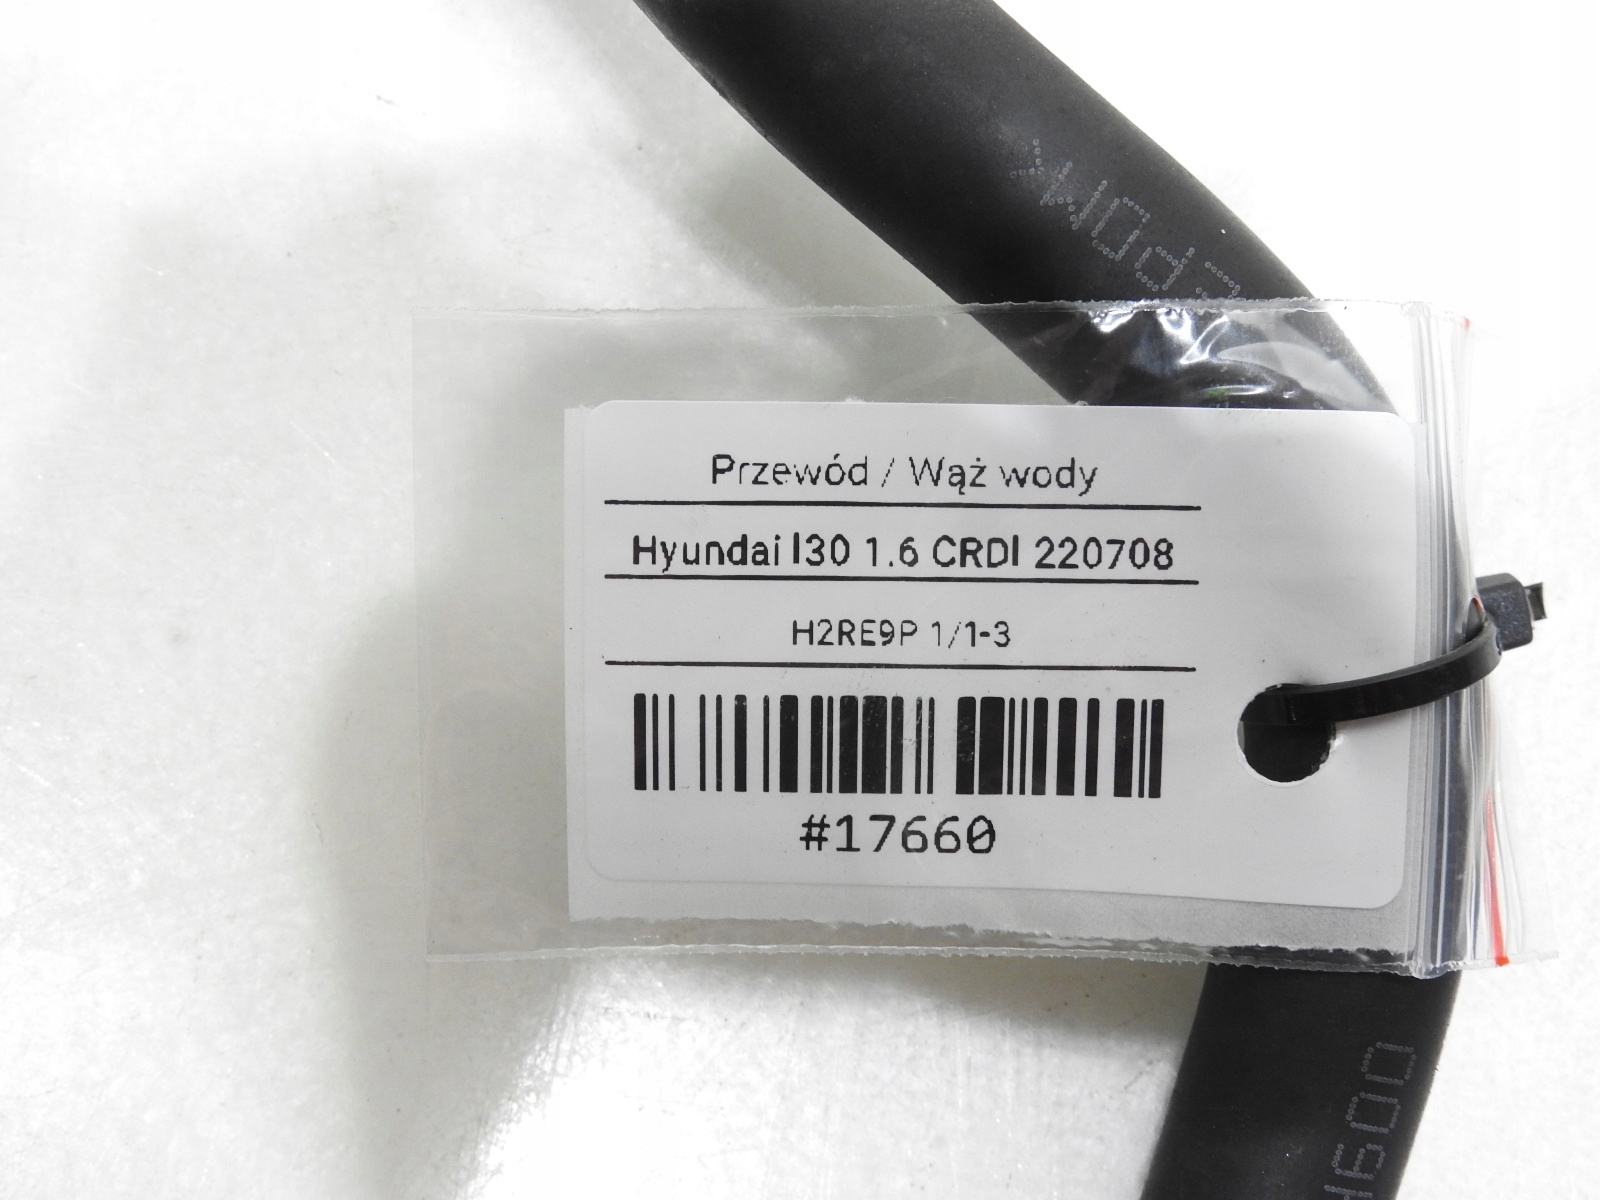 Przewód / Wąż wody
Hyundai I30 1.6 CRDI 220708
H2RE9P 1/1-3
#17660